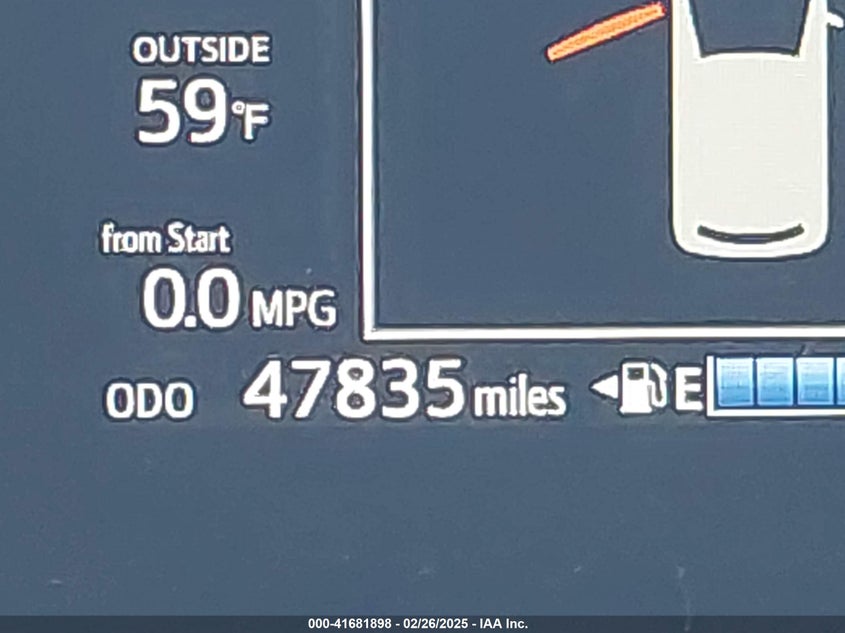 OUTSIDE
59°F
from Start
0.0 MPG
ODO 47835 miles
E
000-41681898 - 02/26/2025 - IAA Inc.